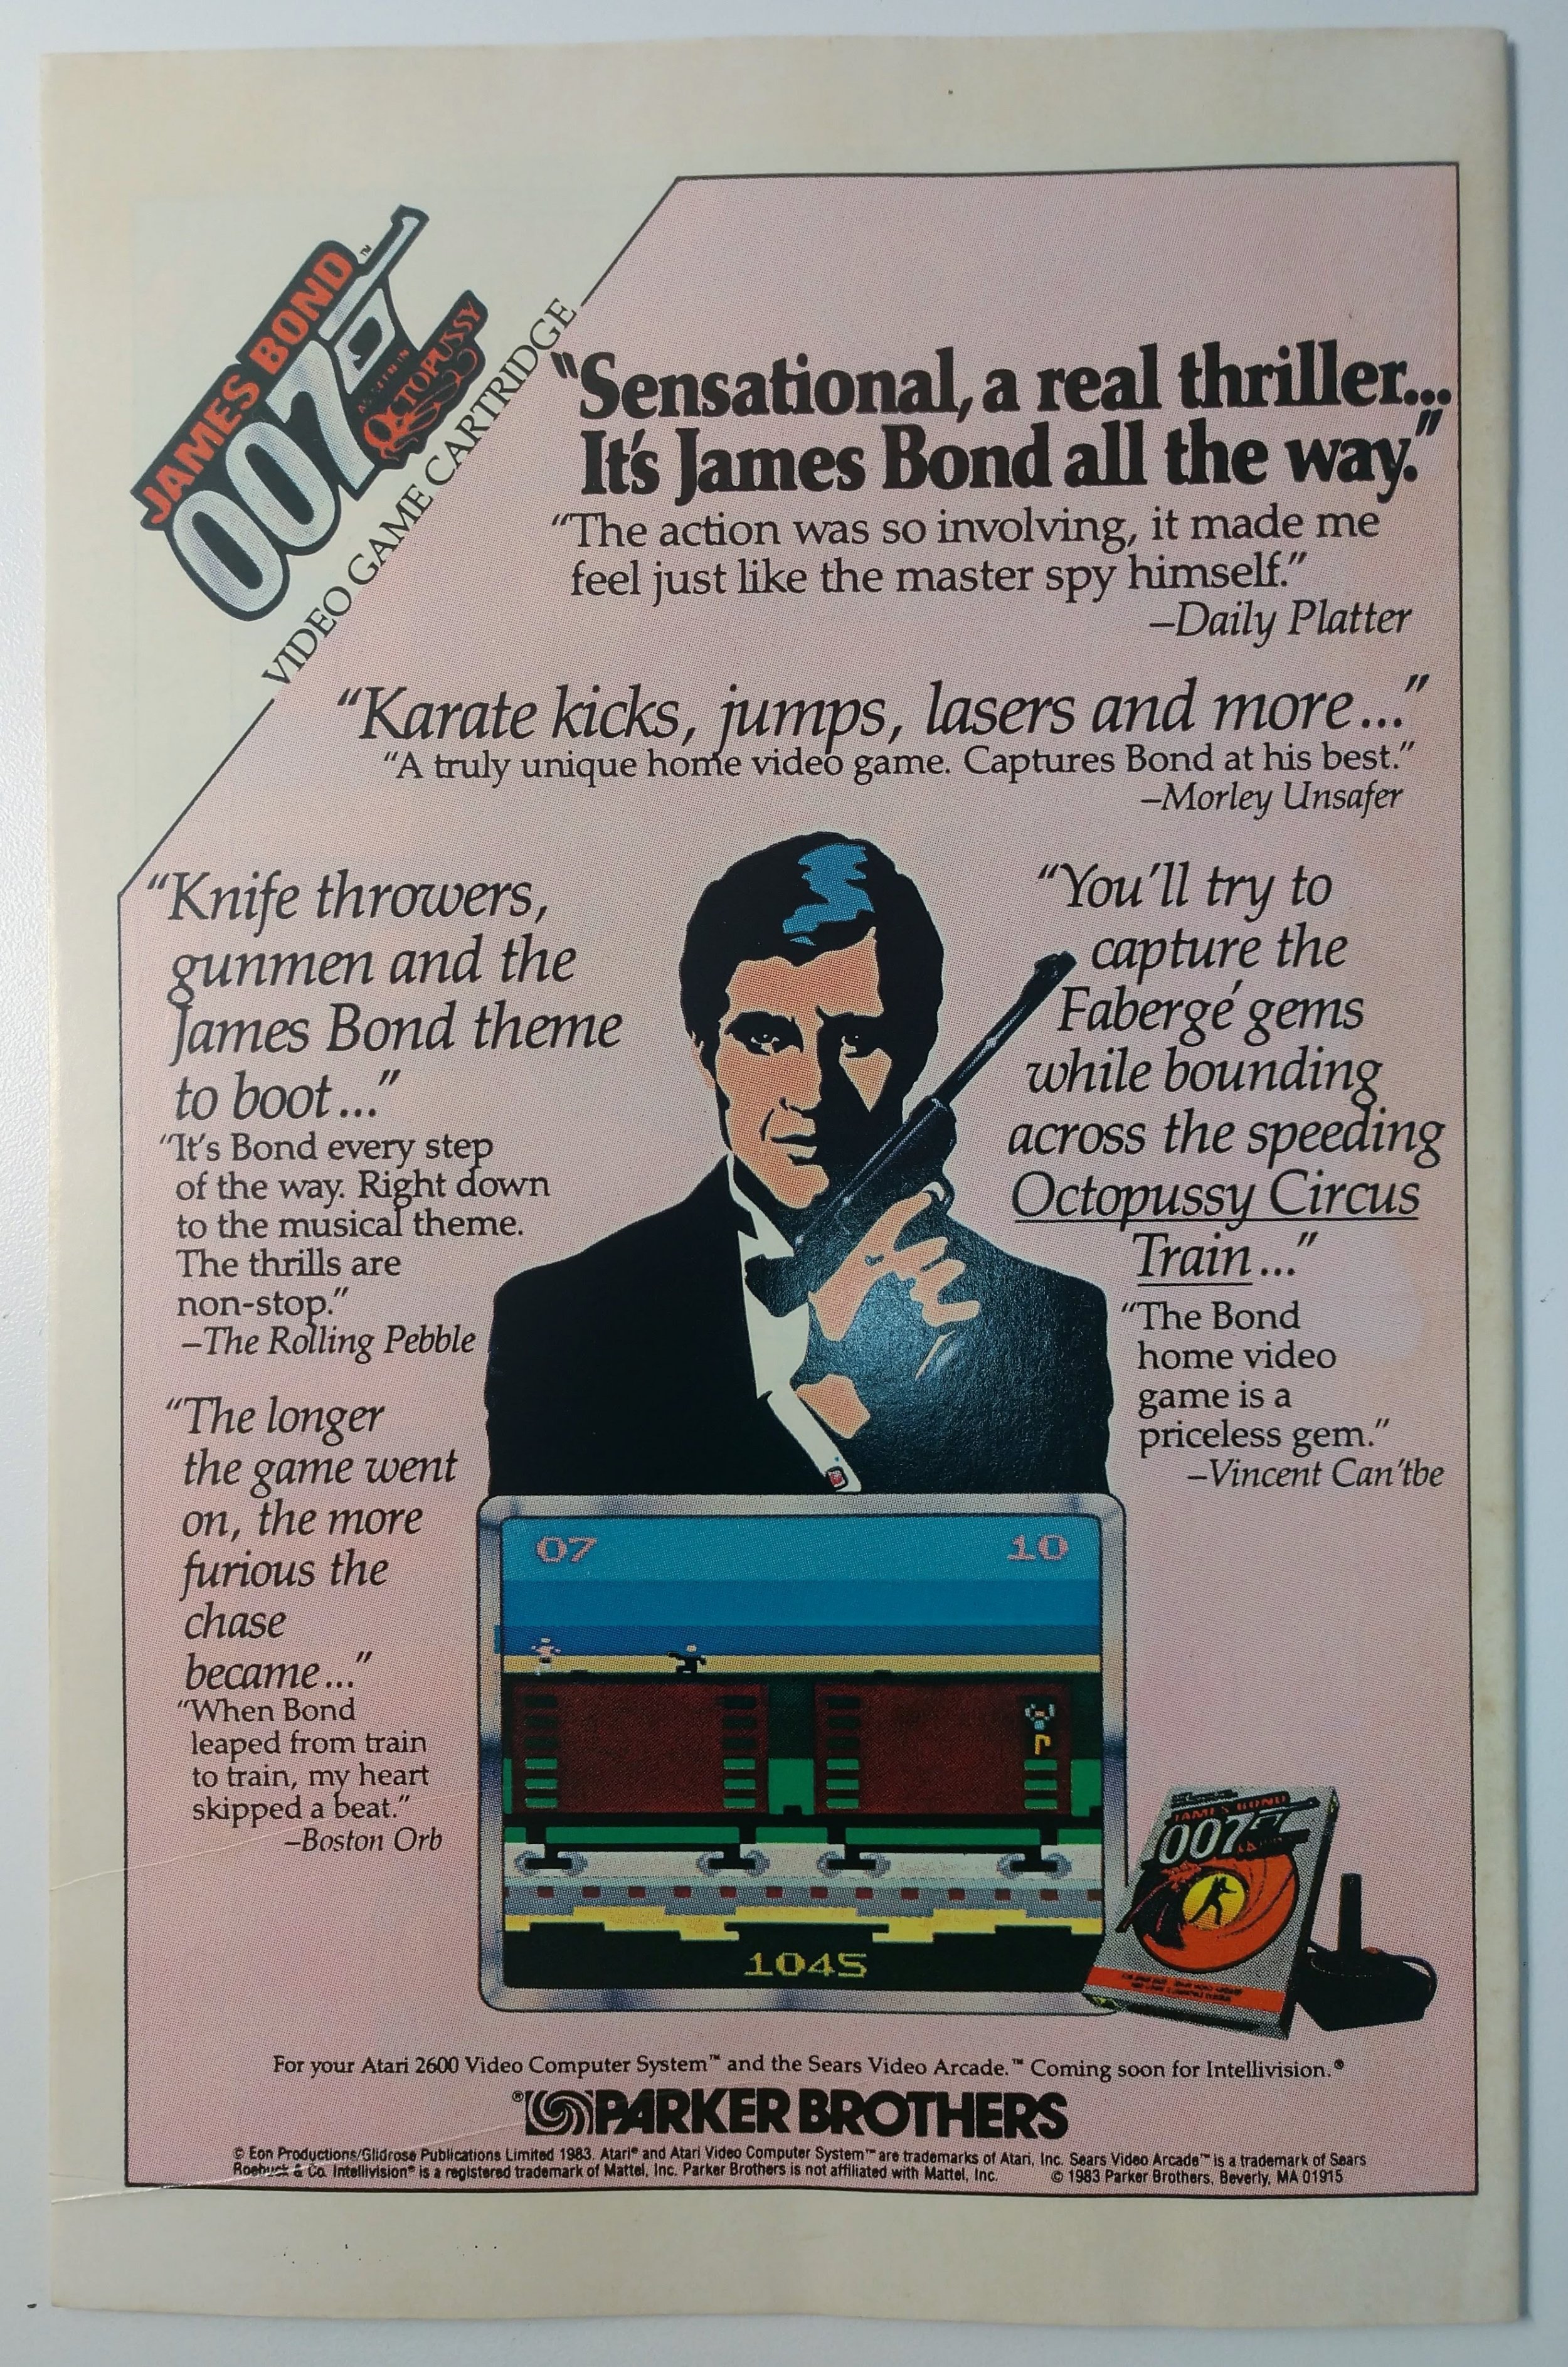 JAMES BOND™
007
AS SEEN IN
OCTOPUSSY
VIDEO GAME CARTRIDGE
“Sensational, a real thriller...
It's James Bond all the way.”
“The action was so involving, it made me
feel just like the master spy himself.”
–Daily Platter
“Karate kicks, jumps, lasers and more...”
“A truly unique home video game. Captures Bond at his best.”
–Morley Unsafer
“Knife throwers,
gunmen and the
James Bond theme
to boot...”
“It's Bond every step
of the way. Right down
to the musical theme.
The thrills are
non-stop.”
–The Rolling Pebble
“The longer
the game went
on, the more
furious the
chase
became...”
“When Bond
leaped from train
to train, my heart
skipped a beat.”
–Boston Orb
“You'll try to
capture the
Fabergé gems
while bounding
across the speeding
Octopussy Circus
Train...”
“The Bond
home video
game is a
priceless gem.”
–Vincent Can'tbe
07
10
104S
JAMES BOND
007
For your Atari 2600 Video Computer System™ and the Sears Video Arcade.™ Coming soon for Intellivision.®
®PARKER BROTHERS
© Eon Productions/Glidrose Publications Limited 1983. Atari® and Atari Video Computer System™ are trademarks of Atari, Inc. Sears Video Arcade™ is a trademark of Sears
Roebuck & Co. Intellivision® is a registered trademark of Mattel, Inc. Parker Brothers is not affiliated with Mattel, Inc. © 1983 Parker Brothers, Beverly, MA 01915